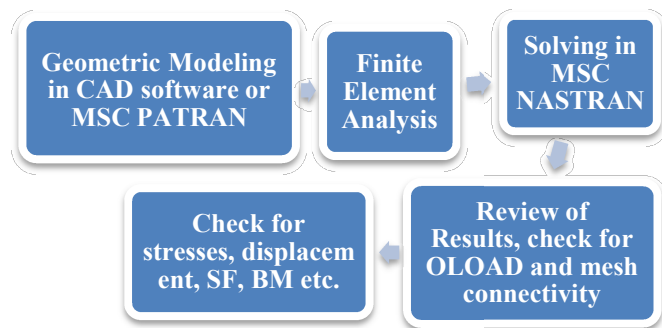 Geometric Modeling
in CAD software or
MSC PATRAN
Finite
Element
Analysis
Solving in
MSC
NASTRAN
Review of
Results, check for
OLOAD and mesh
connectivity
Check for
stresses, displacem
ent, SF, BM etc.